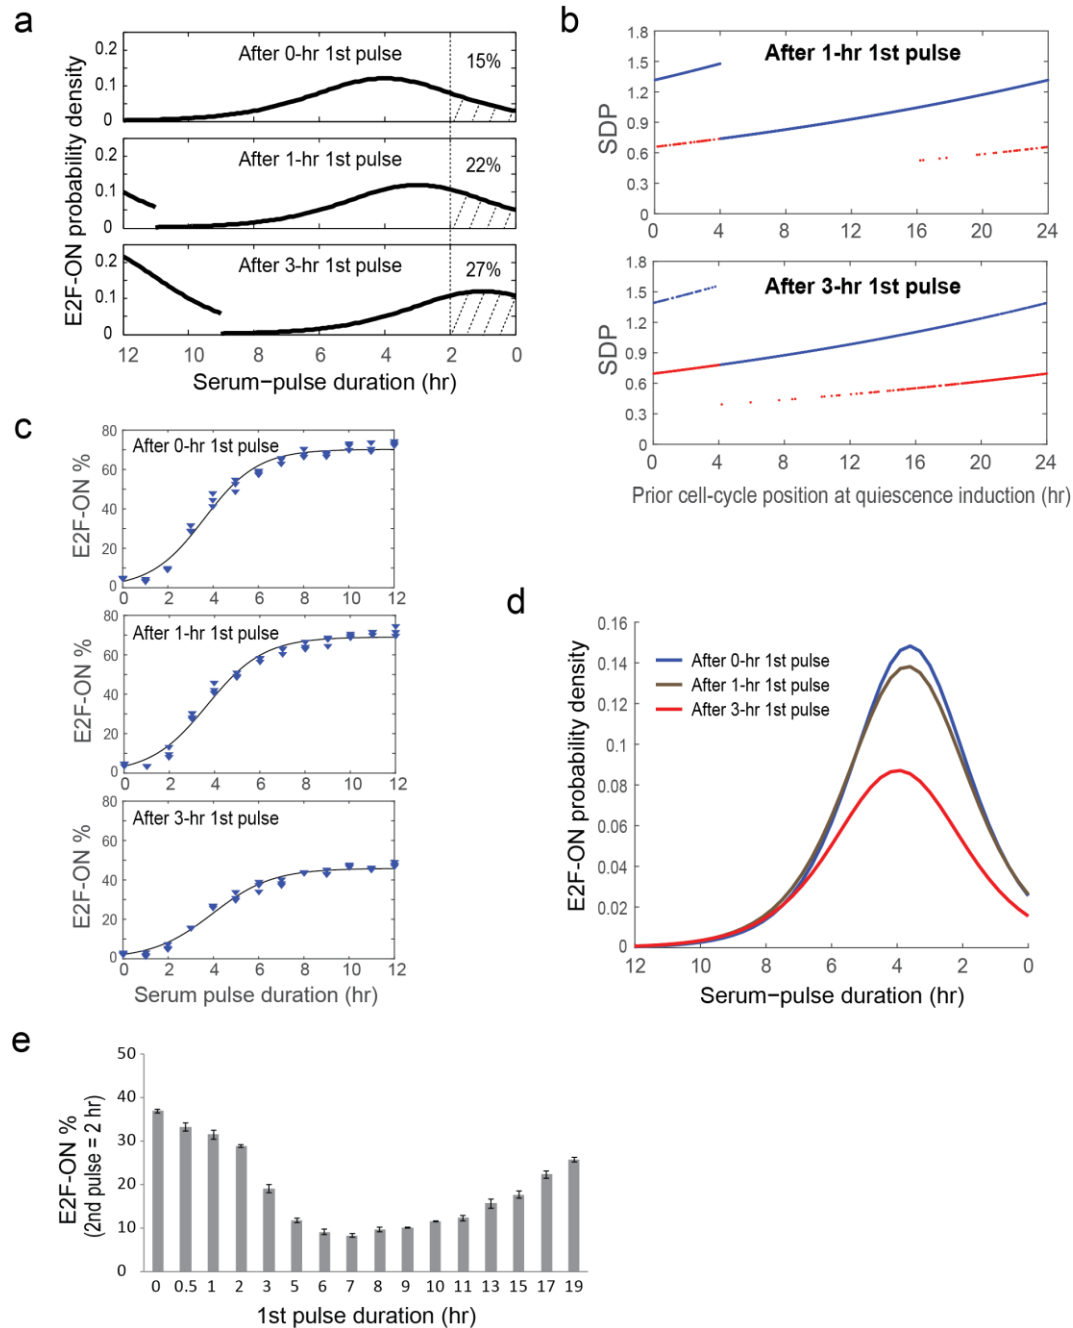 a
E2F-ON probability density
After 0-hr 1st pulse
15%
0.2
0.1
0
After 1-hr 1st pulse
22%
0.2
0.1
0
After 3-hr 1st pulse
27%
0.2
0.1
0
12 10 8 6 4 2 0
Serum-pulse duration (hr)
b
After 1-hr 1st pulse
SDP
1.8
1.5
1.2
0.9
0.6
0.3
0
0 4 8 12 16 20 24
After 3-hr 1st pulse
SDP
1.8
1.5
1.2
0.9
0.6
0.3
0
0 4 8 12 16 20 24
Prior cell-cycle position at quiescence induction (hr)
c
After 0-hr 1st pulse
E2F-ON %
80
60
40
20
0
0 2 4 6 8 10 12
After 1-hr 1st pulse
E2F-ON %
80
60
40
20
0
0 2 4 6 8 10 12
After 3-hr 1st pulse
E2F-ON %
80
60
40
20
0
0 2 4 6 8 10 12
Serum pulse duration (hr)
d
E2F-ON probability density
0.16
0.14
0.12
0.1
0.08
0.06
0.04
0.02
0
After 0-hr 1st pulse
After 1-hr 1st pulse
After 3-hr 1st pulse
12 10 8 6 4 2 0
Serum-pulse duration (hr)
e
E2F-ON %
(2nd pulse = 2 hr)
50
40
30
20
10
0
0 0.5 1 2 3 5 6 7 8 9 10 11 13 15 17 19
1st pulse duration (hr)